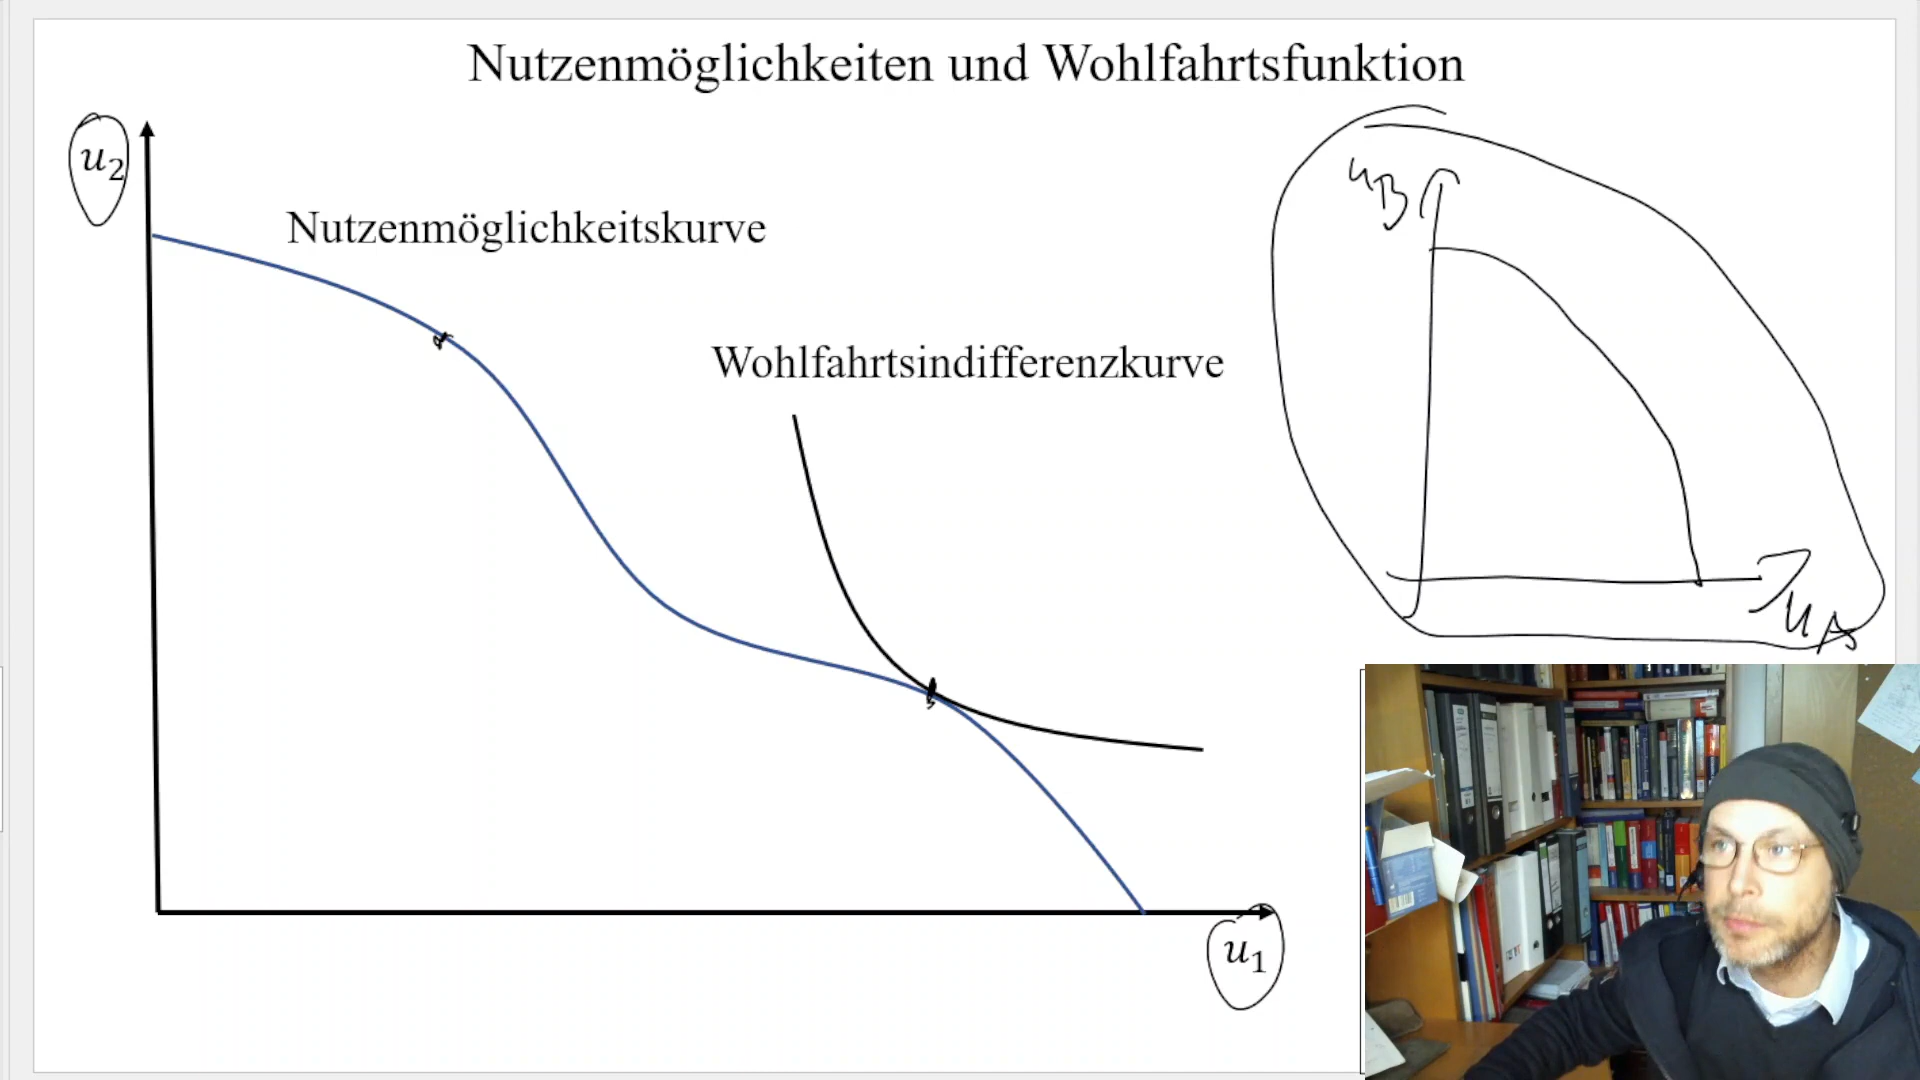 Nutzenmöglichkeiten und Wohlfahrtsfunktion
u₂
Nutzenmöglichkeitskurve
Wohlfahrtsindifferenzkurve
u₁
uB
uA